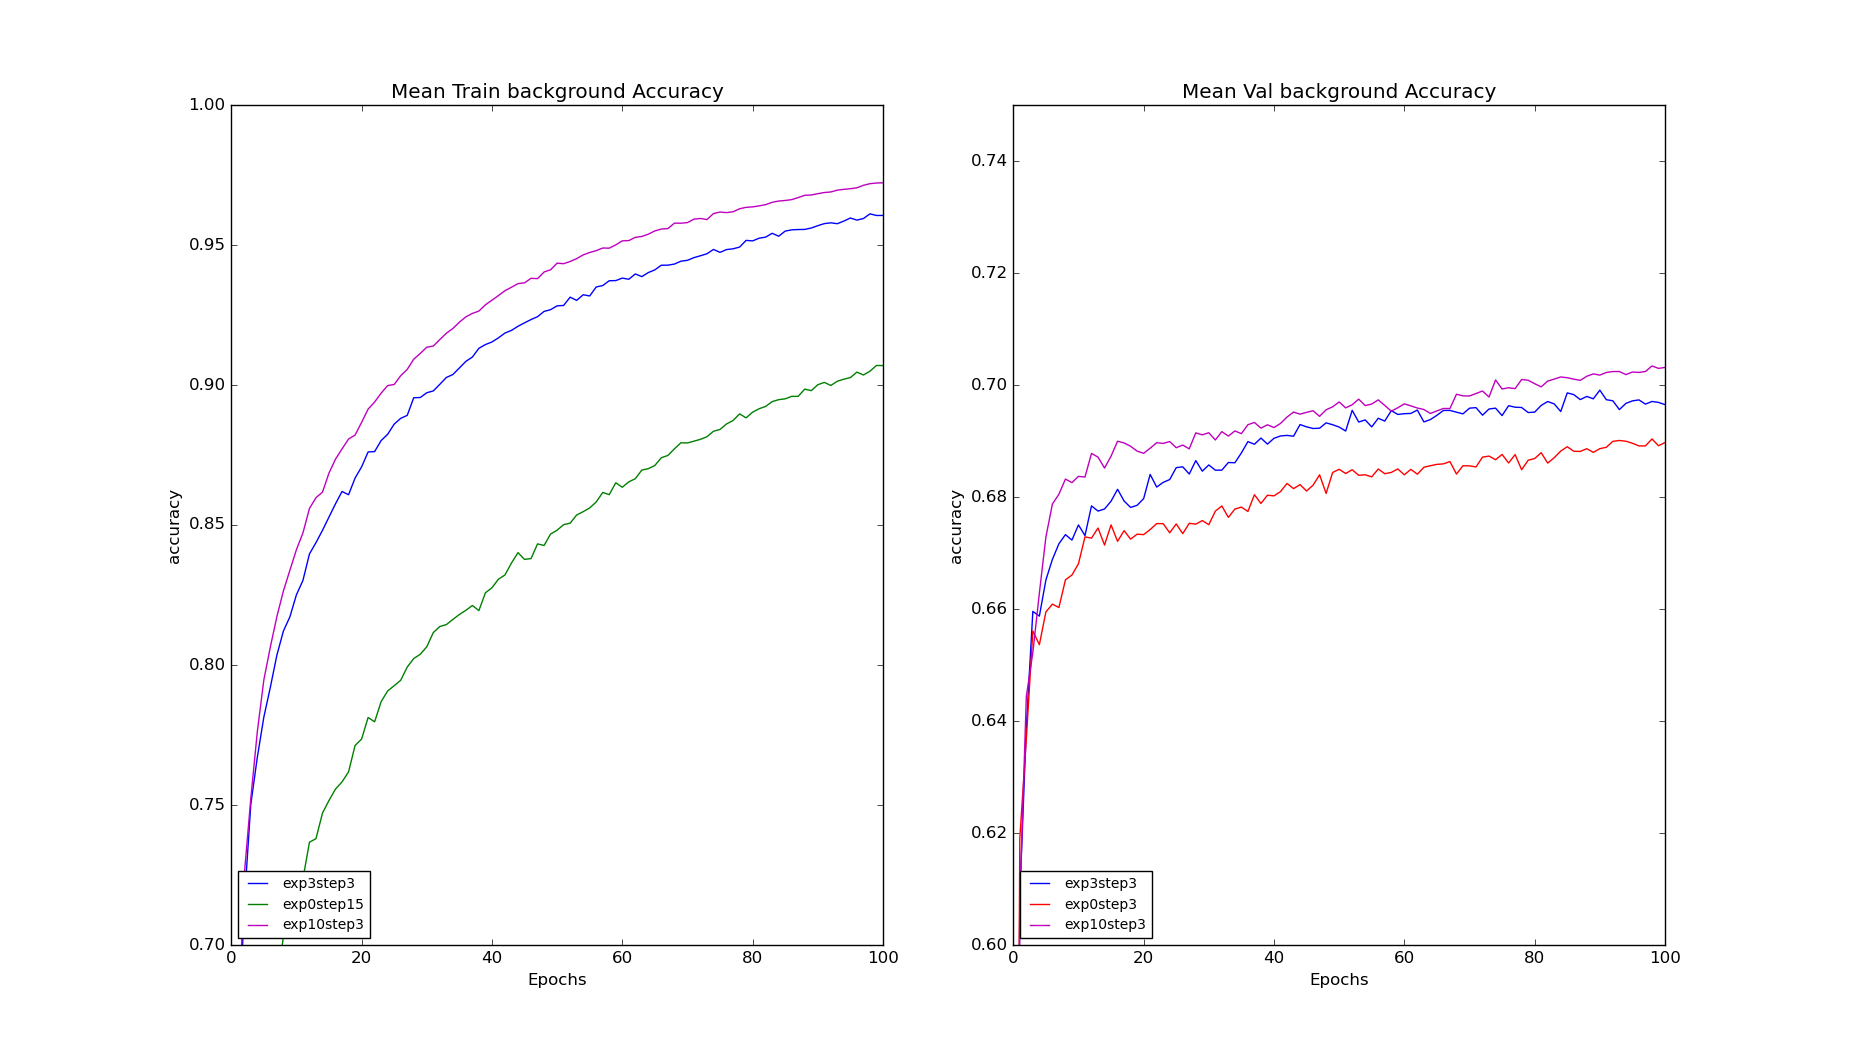 Mean Train background Accuracy
1.00
0.95
0.90
0.85
0.80
0.75
0.70
accuracy
exp3step3
exp0step15
exp10step3
0 20 40 60 80 100
Epochs
Mean Val background Accuracy
0.74
0.72
0.70
0.68
0.66
0.64
0.62
0.60
accuracy
exp3step3
exp0step3
exp10step3
0 20 40 60 80 100
Epochs